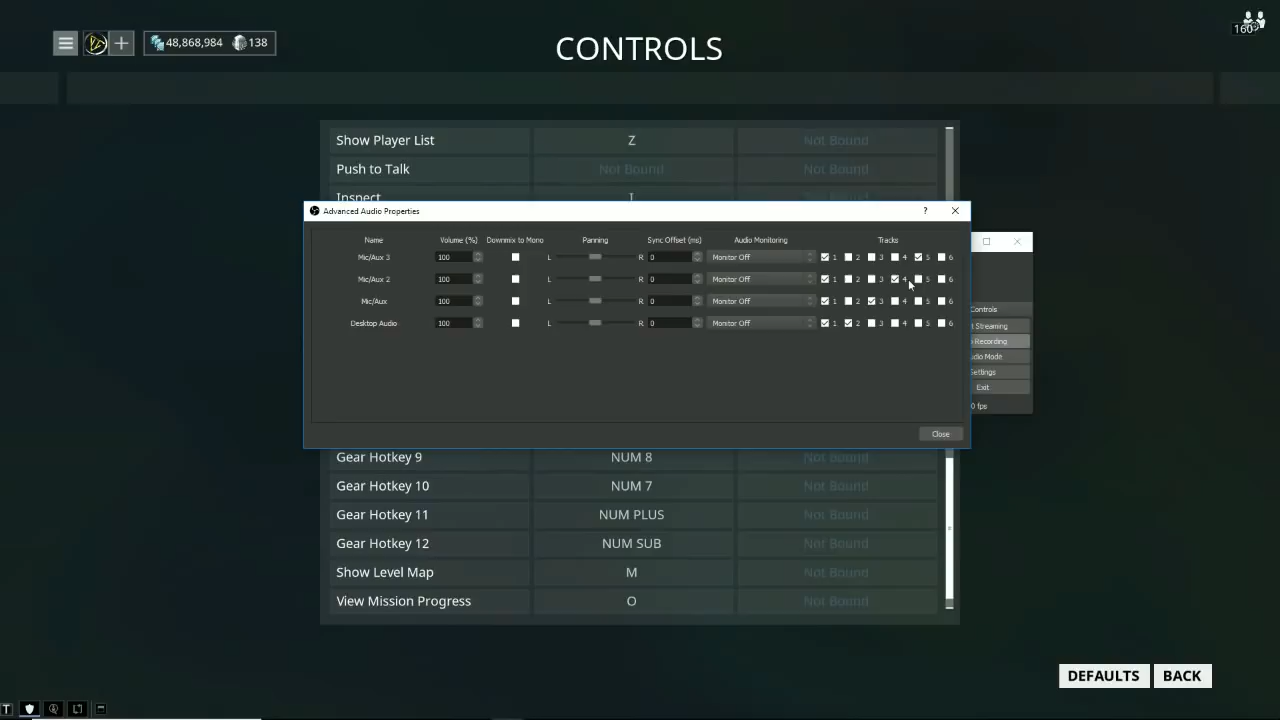 48,868,984 138
CONTROLS
160
Show Player List Z Not Bound
Push to Talk Not Bound Not Bound
Inspect I
Advanced Audio Properties ?
Name Volume (%) Downmix to Mono Panning Sync Offset (ms) Audio Monitoring Tracks
Mic/Aux 3 100 L R 0 Monitor Off 1 2 3 4 5 6
Mic/Aux 2 100 L R 0 Monitor Off 1 2 3 4 5 6
Mic/Aux 100 L R 0 Monitor Off 1 2 3 4 5 6
Desktop Audio 100 L R 0 Monitor Off 1 2 3 4 5 6
Close
Controls
t Streaming
Recording
udio Mode
Settings
Exit
0 fps
Gear Hotkey 9 NUM 8 Not Bound
Gear Hotkey 10 NUM 7 Not Bound
Gear Hotkey 11 NUM PLUS Not Bound
Gear Hotkey 12 NUM SUB Not Bound
Show Level Map M Not Bound
View Mission Progress O Not Bound
DEFAULTS BACK
T